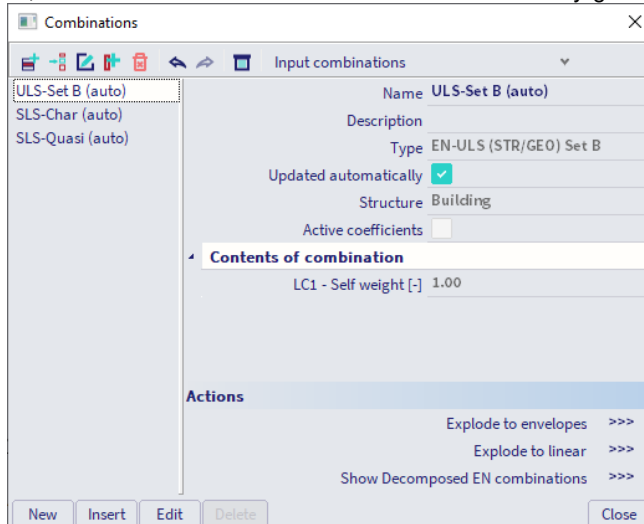 Combinations
Input combinations
ULS-Set B (auto)
SLS-Char (auto)
SLS-Quasi (auto)
Name ULS-Set B (auto)
Description
Type EN-ULS (STR/GEO) Set B
Updated automatically
Structure Building
Active coefficients
Contents of combination
LC1 - Self weight [-] 1.00
Actions
Explode to envelopes >>>
Explode to linear >>>
Show Decomposed EN combinations >>>
New Insert Edit Delete Close